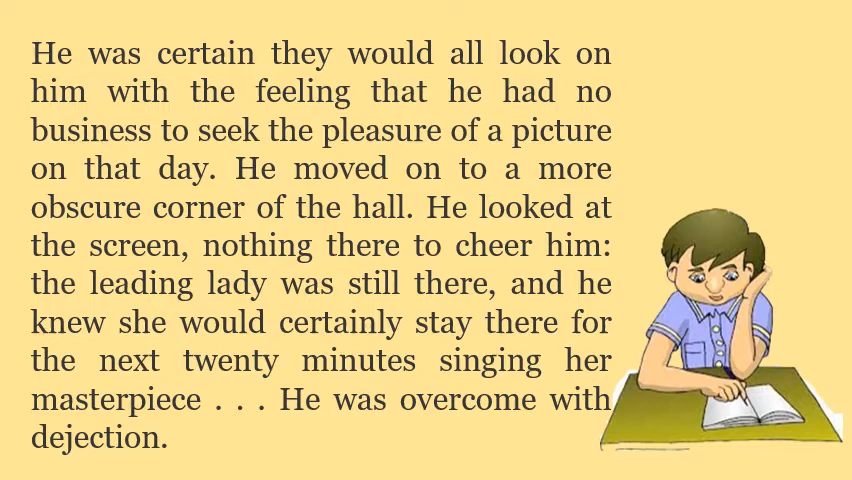 He was certain they would all look on
him with the feeling that he had no
business to seek the pleasure of a picture
on that day. He moved on to a more
obscure corner of the hall. He looked at
the screen, nothing there to cheer him:
the leading lady was still there, and he
knew she would certainly stay there for
the next twenty minutes singing her
masterpiece . . . He was overcome with
dejection.